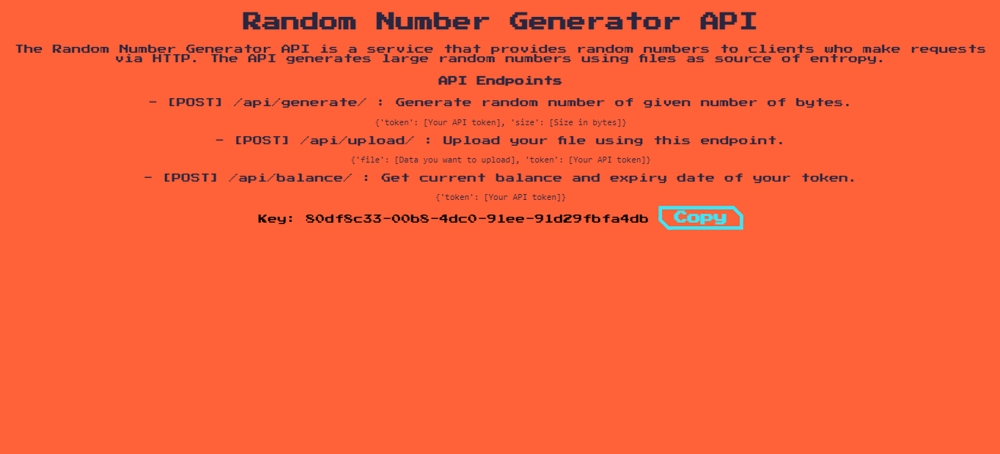 Random Number Generator API
The Random Number Generator API is a service that provides random numbers to clients who make requests
via HTTP. The API generates large random numbers using files as source of entropy.
API Endpoints
- [POST] /api/generate/ : Generate random number of given number of bytes.
{'token': [Your API token], 'size': [Size in bytes]}
- [POST] /api/upload/ : Upload your file using this endpoint.
{'file': [Data you want to upload], 'token': [Your API token]}
- [POST] /api/balance/ : Get current balance and expiry date of your token.
{'token': [Your API token]}
Key: 80df8c33-00b8-4dc0-91ee-91d29fbfa4db Copy